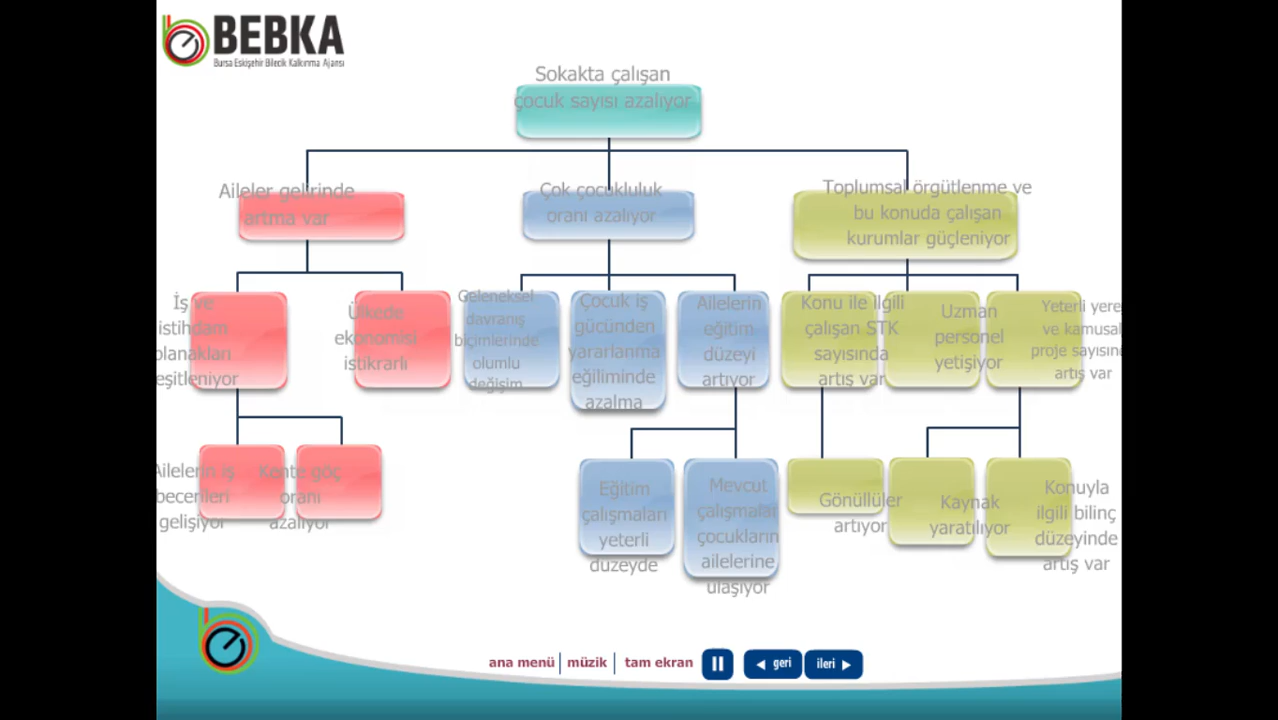 BEBKA
Bursa Eskişehir Bilecik Kalkınma Ajansı
Sokakta çalışan
çocuk sayısı azalıyor
Aileler gelirinde
artma var
Çok çocukluluk
oranı azalıyor
Toplumsal örgütlenme ve
bu konuda çalışan
kurumlar güçleniyor
İş ve
istihdam
olanakları
eşitleniyor
Ülkede
ekonomisi
istikrarlı
Geleneksel
davranış
biçimlerinde
olumlu
değişim
Çocuk iş
gücünden
yararlanma
eğiliminde
azalma
Ailelerin
eğitim
düzeyi
artıyor
Konu ile ilgili
çalışan STK
sayısında
artış var
Uzman
personel
yetişiyor
Yeterli yere
ve kamusal
proje sayısın
artış var
Ailelerin iş
becerileri
gelişiyor
Kente göç
oranı
azalıyor
Eğitim
çalışmaları
yeterli
düzeyde
Mevcut
çalışmalar
çocukların
ailelerine
ulaşıyor
Gönüllüler
artıyor
Kaynak
yaratılıyor
Konuyla
ilgili bilinç
düzeyinde
artış var
ana menü müzik tam ekran geri ileri